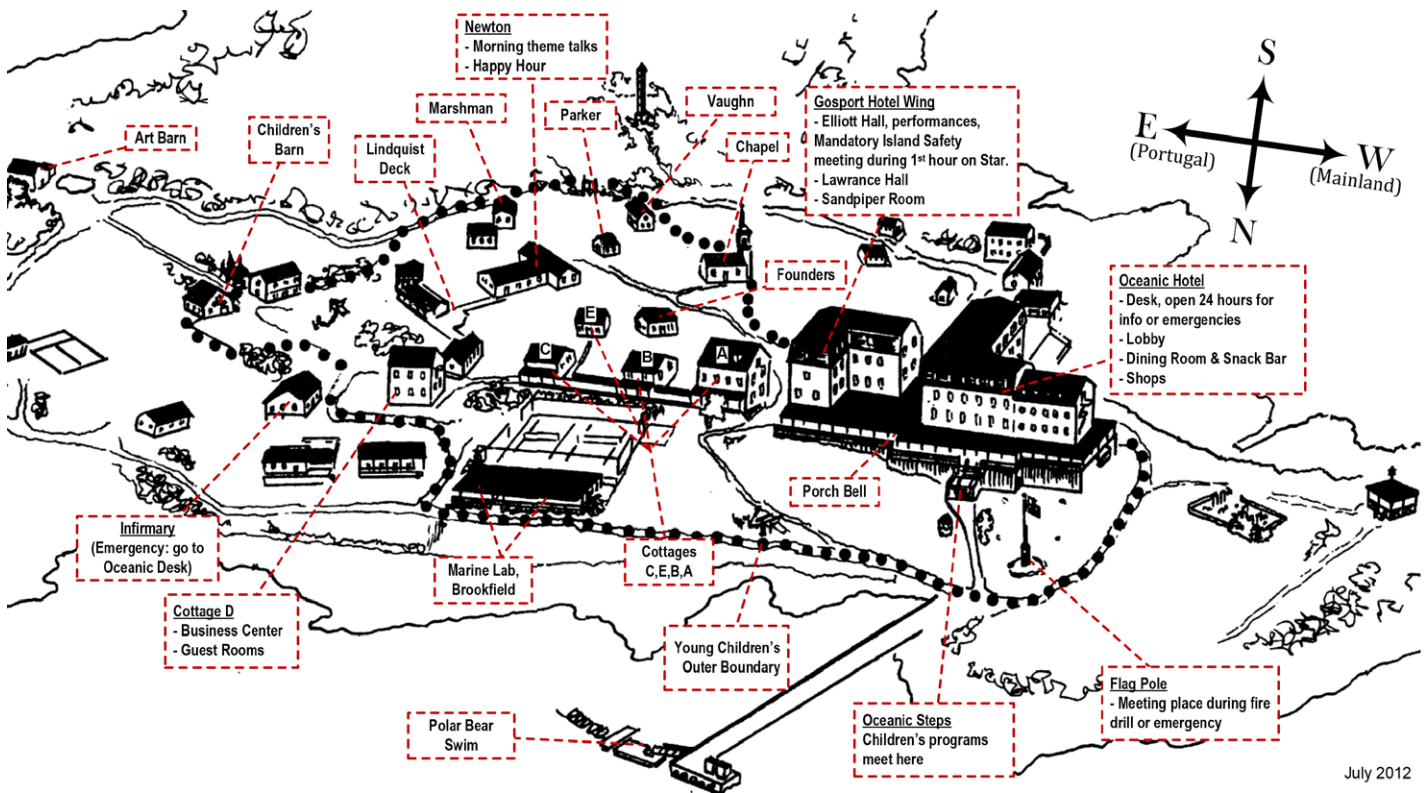 Newton
- Morning theme talks
- Happy Hour
Marshman
Parker
Vaughn
Chapel
Gosport Hotel Wing
- Elliott Hall, performances,
Mandatory Island Safety
meeting during 1st hour on Star.
- Lawrance Hall
- Sandpiper Room
S
E
(Portugal)
W
(Mainland)
N
Art Barn
Children's
Barn
Lindquist
Deck
Founders
Oceanic Hotel
- Desk, open 24 hours for
info or emergencies
- Lobby
- Dining Room & Snack Bar
- Shops
E
C
B
A
Porch Bell
Infirmary
(Emergency: go to
Oceanic Desk)
Marine Lab,
Brookfield
Cottages
C,E,B,A
Cottage D
- Business Center
- Guest Rooms
Young Children's
Outer Boundary
Polar Bear
Swim
Oceanic Steps
Children's programs
meet here
Flag Pole
- Meeting place during fire
drill or emergency
July 2012